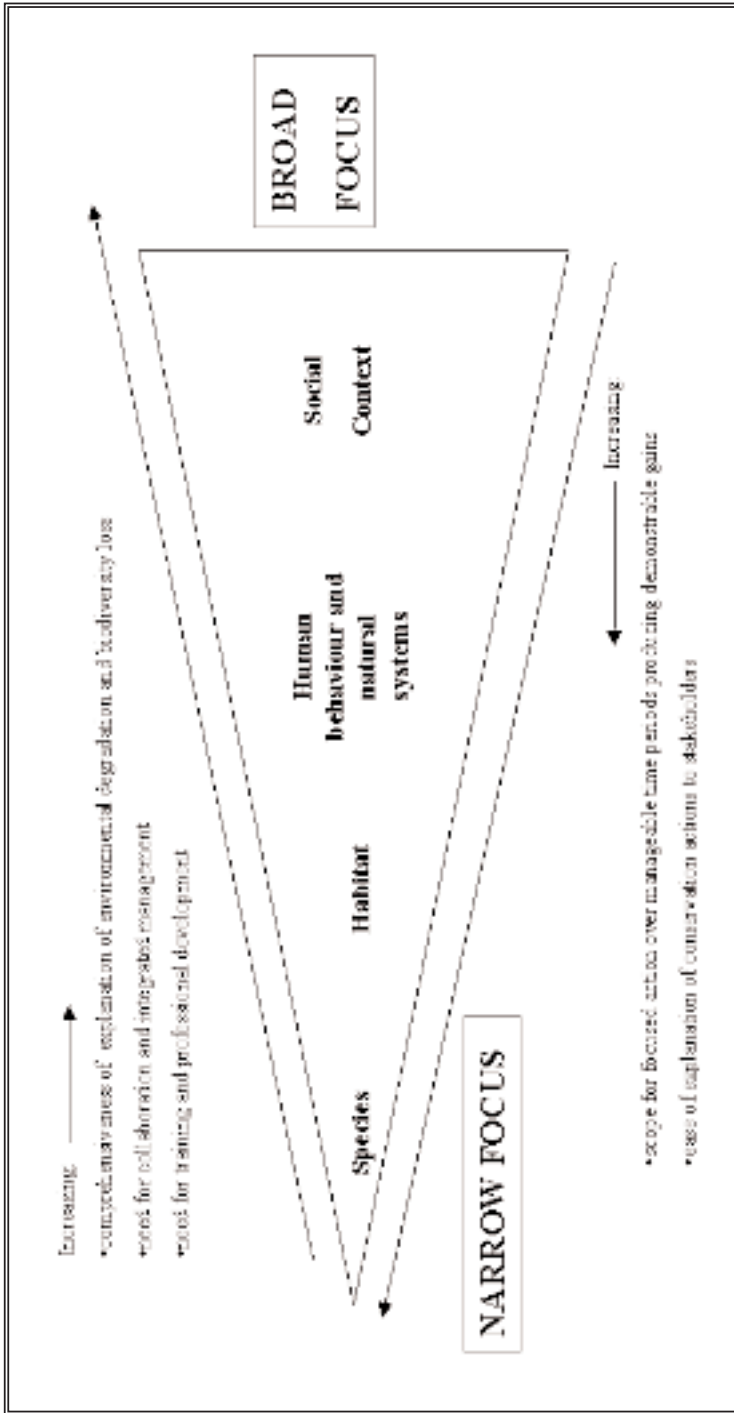 Increasing
•comprehensiveness of explanation of environmental degradation and biodiversity loss
•need for collaboration and integrated management
•need for training and professional development
BROAD
FOCUS
Species
Habitat
Human
behaviour and
natural
systems
Social
Context
NARROW FOCUS
Increasing
•scope for focused action over manageable time periods producing demonstrable gains
•ease of explanation of conservation actions to stakeholders